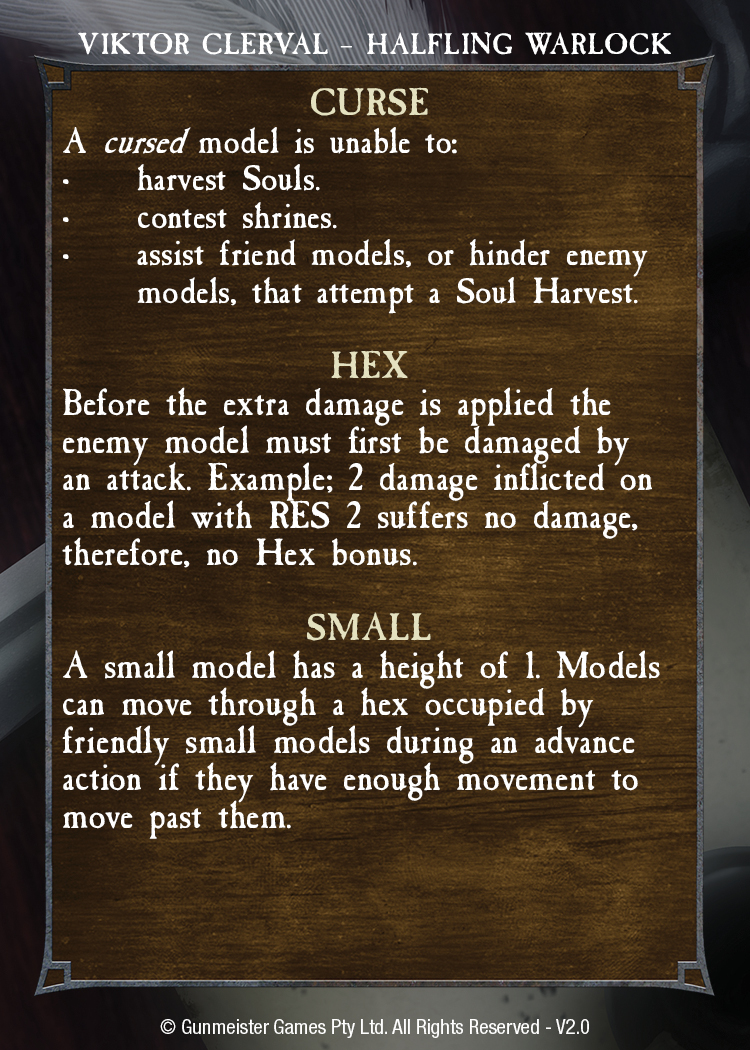 VIKTOR CLERVAL – HALFLING WARLOCK
CURSE
A cursed model is unable to:
• harvest Souls.
• contest shrines.
• assist friend models, or hinder enemy
models, that attempt a Soul Harvest.
HEX
Before the extra damage is applied the
enemy model must first be damaged by
an attack. Example; 2 damage inflicted on
a model with RES 2 suffers no damage,
therefore, no Hex bonus.
SMALL
A small model has a height of 1. Models
can move through a hex occupied by
friendly small models during an advance
action if they have enough movement to
move past them.
© Gunmeister Games Pty Ltd. All Rights Reserved - V2.0